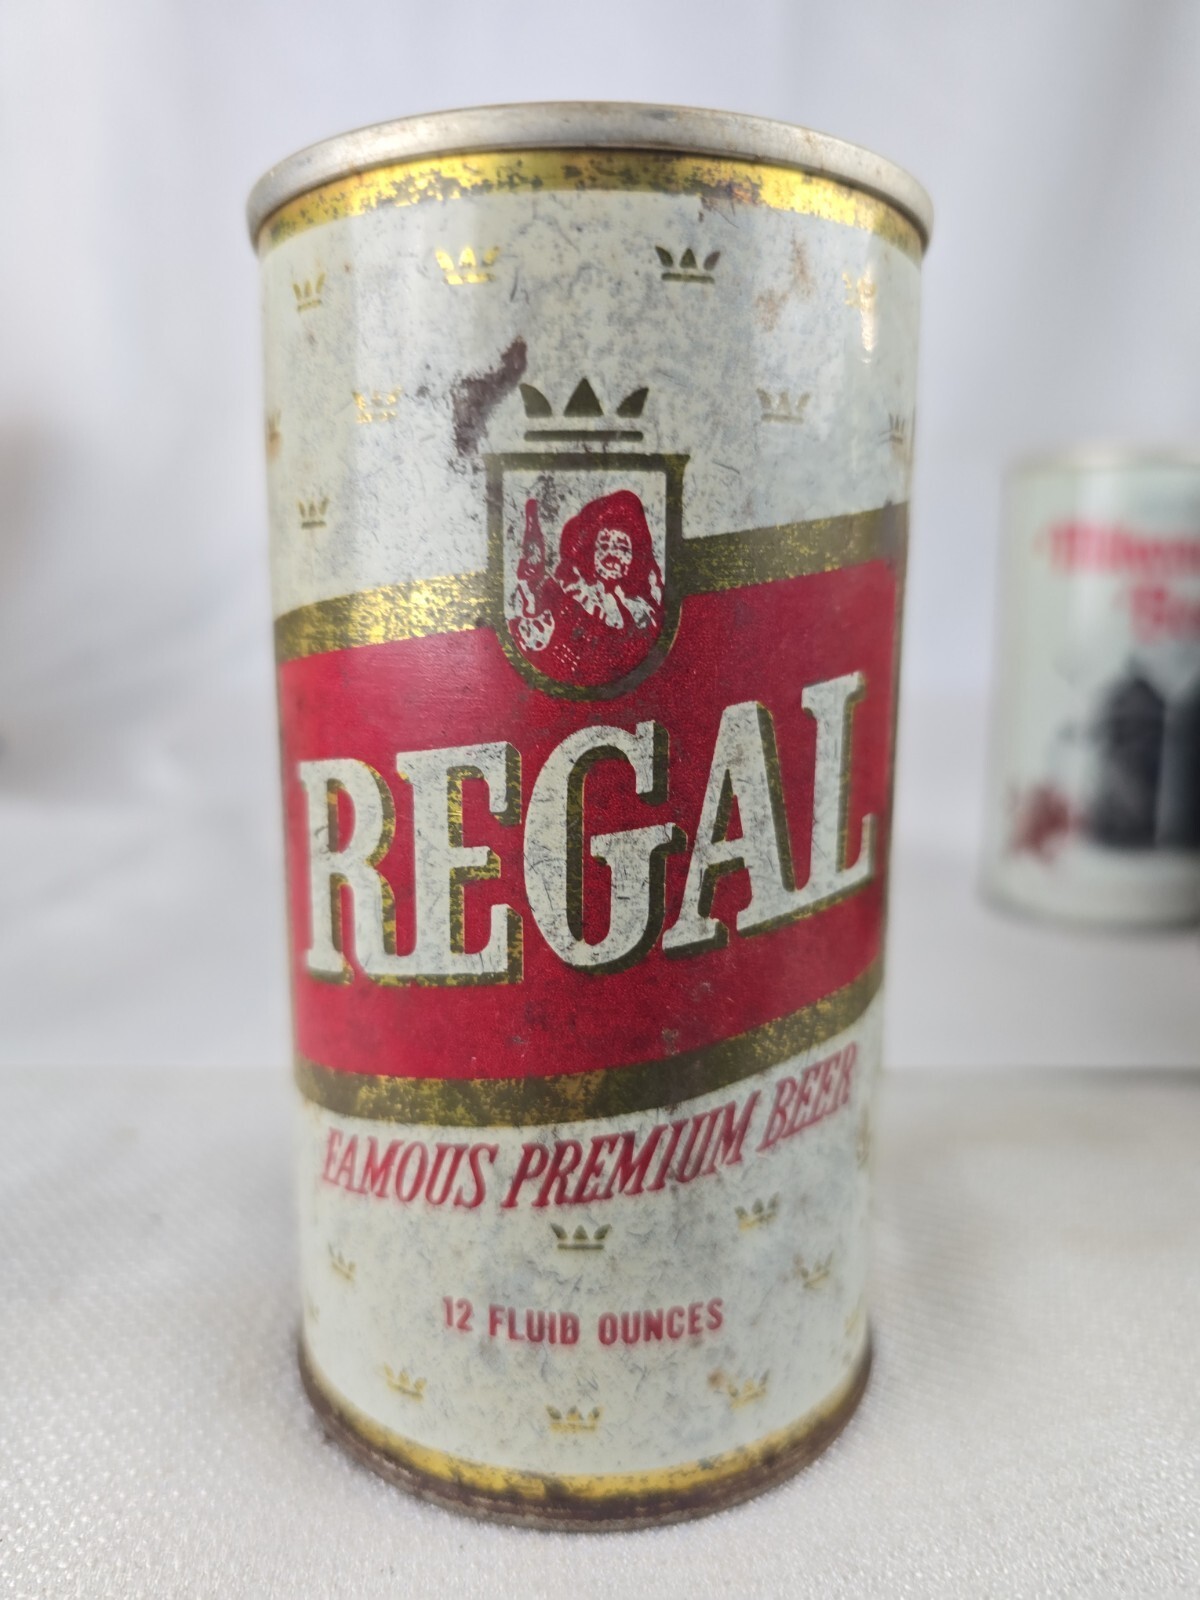 REGAL
FAMOUS PREMIUM BEER
12 FLUID OUNCES